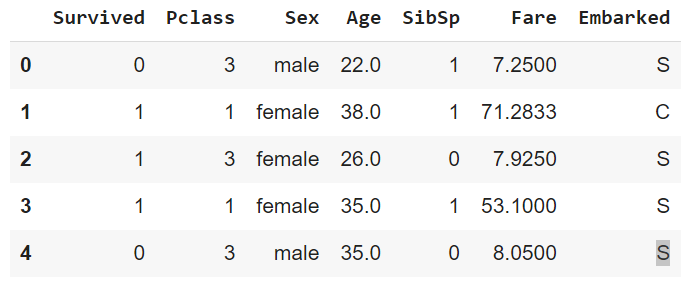 Survived Pclass Sex Age SibSp Fare Embarked
0 0 3 male 22.0 1 7.2500 S
1 1 1 female 38.0 1 71.2833 C
2 1 3 female 26.0 0 7.9250 S
3 1 1 female 35.0 1 53.1000 S
4 0 3 male 35.0 0 8.0500 S